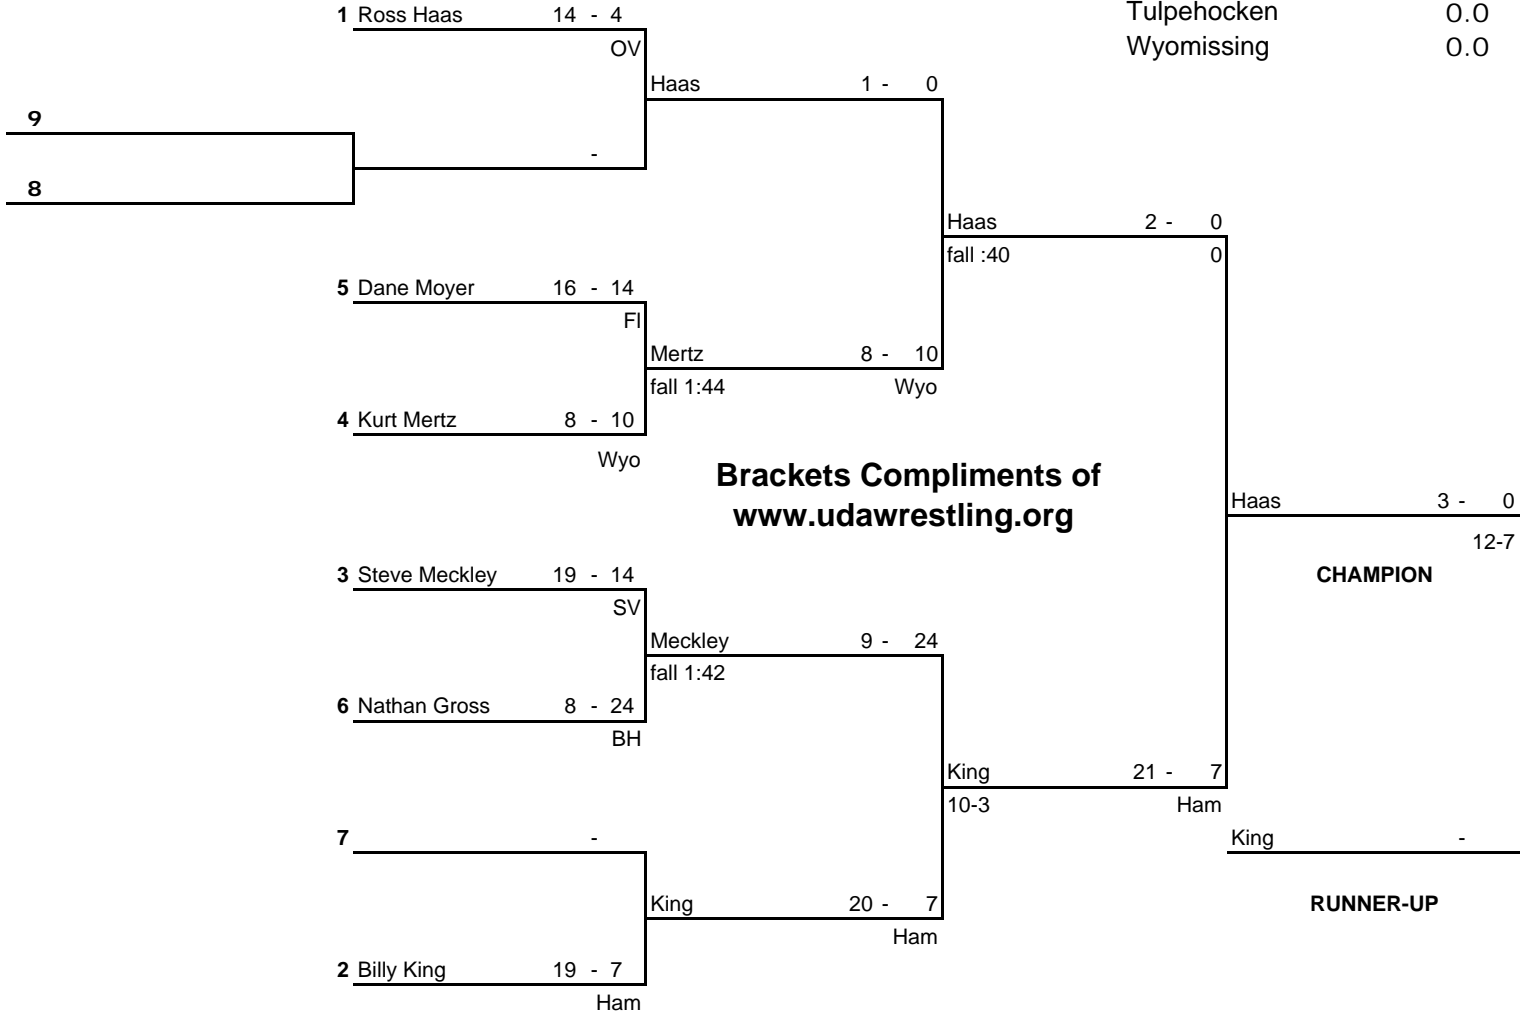 Tulpehocken 0.0
1 Ross Haas 14 - 4
Wyomissing 0.0
OV
Haas 1 - 0
9
-
8
Haas 2 - 0
fall :40 0
5 Dane Moyer 16 - 14
Fl
Mertz 8 - 10
fall 1:44 Wyo
4 Kurt Mertz 8 - 10
Wyo
Brackets Compliments of
www.udawrestling.org
Haas 3 - 0
12-7
3 Steve Meckley 19 - 14
CHAMPION
SV
Meckley 9 - 24
fall 1:42
6 Nathan Gross 8 - 24
BH
King 21 - 7
10-3 Ham
7 -
King -
King 20 - 7
RUNNER-UP
Ham
2 Billy King 19 - 7
Ham